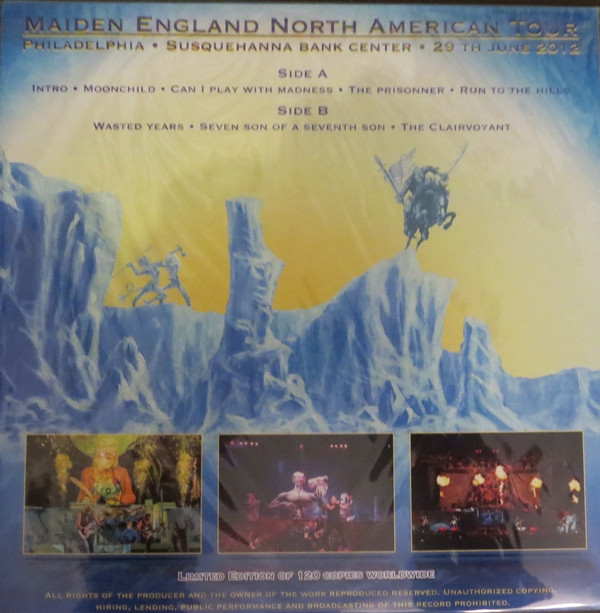 MAIDEN ENGLAND NORTH AMERICAN TOUR
PHILADELPHIA • SUSQUEHANNA BANK CENTER • 29 TH JUNE 2012
SIDE A
INTRO • MOONCHILD • CAN I PLAY WITH MADNESS • THE PRISONNER • RUN TO THE HILLS
SIDE B
WASTED YEARS • SEVEN SON OF A SEVENTH SON • THE CLAIRVOYANT
LIMITED EDITION OF 120 COPIES WORLDWIDE
ALL RIGHTS OF THE PRODUCER AND THE OWNER OF THE WORK REPRODUCED RESERVED. UNAUTHORIZED COPYING,
HIRING, LENDING, PUBLIC PERFORMANCE AND BROADCASTING OF THIS RECORD PROHIBITED.